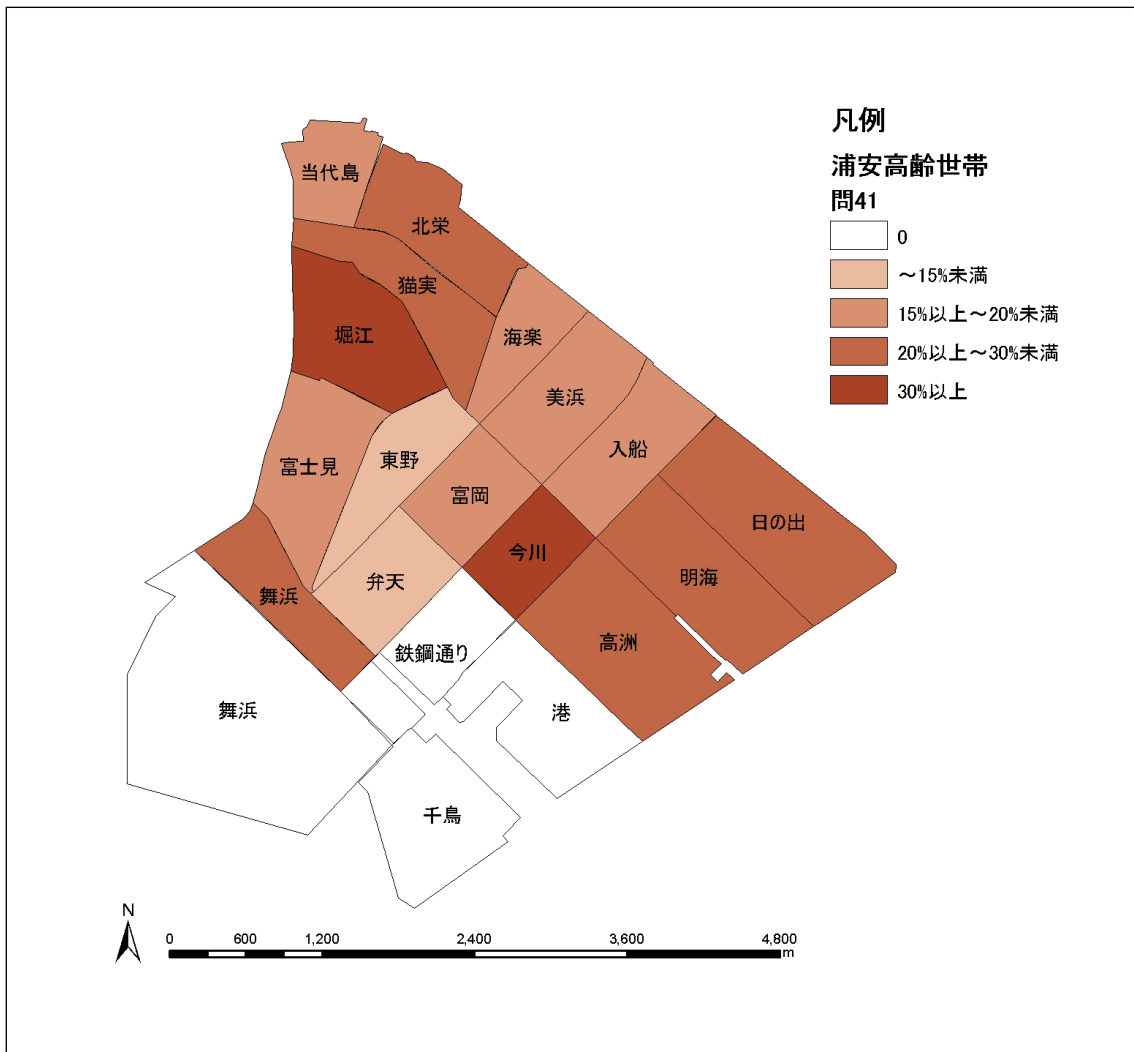 凡例
浦安高齢世帯
問41
0
～15%未満
15%以上～20%未満
20%以上～30%未満
30%以上
当代島
北栄
猫実
堀江
海楽
美浜
入船
東野
富士見
富岡
日の出
今川
明海
弁天
舞浜
高洲
鉄鋼通り
舞浜
港
千鳥
N
0 600 1,200 2,400 3,600 4,800
m